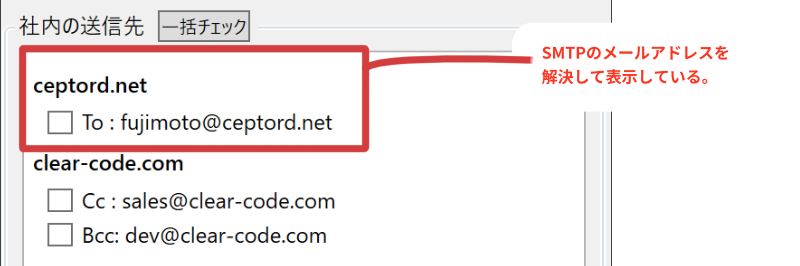 社内の送信先 一括チェック
SMTPのメールアドレスを
解決して表示している。
ceptord.net
To : fujimoto@ceptord.net
clear-code.com
Cc : sales@clear-code.com
Bcc: dev@clear-code.com